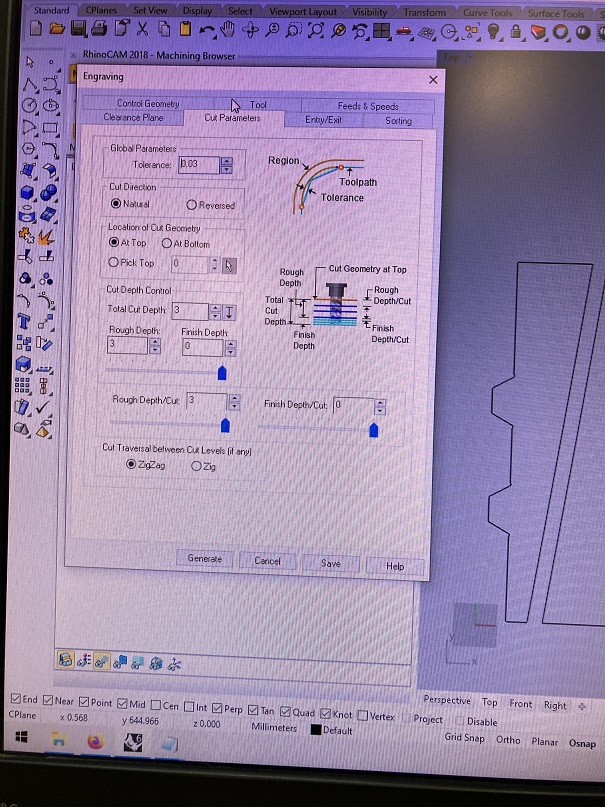 Standard CPlanes Set View Display Select Viewport Layout Visibility Transform Curve Tools Surface Tools S
RhinoCAM 2018 - Machining Browser
Top
Engraving
Control Geometry Tool Feeds & Speeds
Clearance Plane Cut Parameters Entry/Exit Sorting
Global Parameters
Tolerance: 0.03
Region
Toolpath
Tolerance
Cut Direction
Natural Reversed
Location of Cut Geometry
At Top At Bottom
Pick Top 0
Rough Depth
Cut Geometry at Top
Rough Depth/Cut
Total Cut Depth
Finish Depth
Finish Depth/Cut
Cut Depth Control
Total Cut Depth: 3
Rough Depth: Finish Depth:
3 0
Rough Depth/Cut: 3 Finish Depth/Cut: 0
Cut Traversal between Cut Levels (if any)
ZigZag Zig
Generate Cancel Save Help
y
x
Perspective Top Front Right
End Near Point Mid Cen Int Perp Tan Quad Knot Vertex Project Disable
CPlane x 0.568 y 644.966 z 0.000 Millimeters Default Grid Snap Ortho Planar Osnap